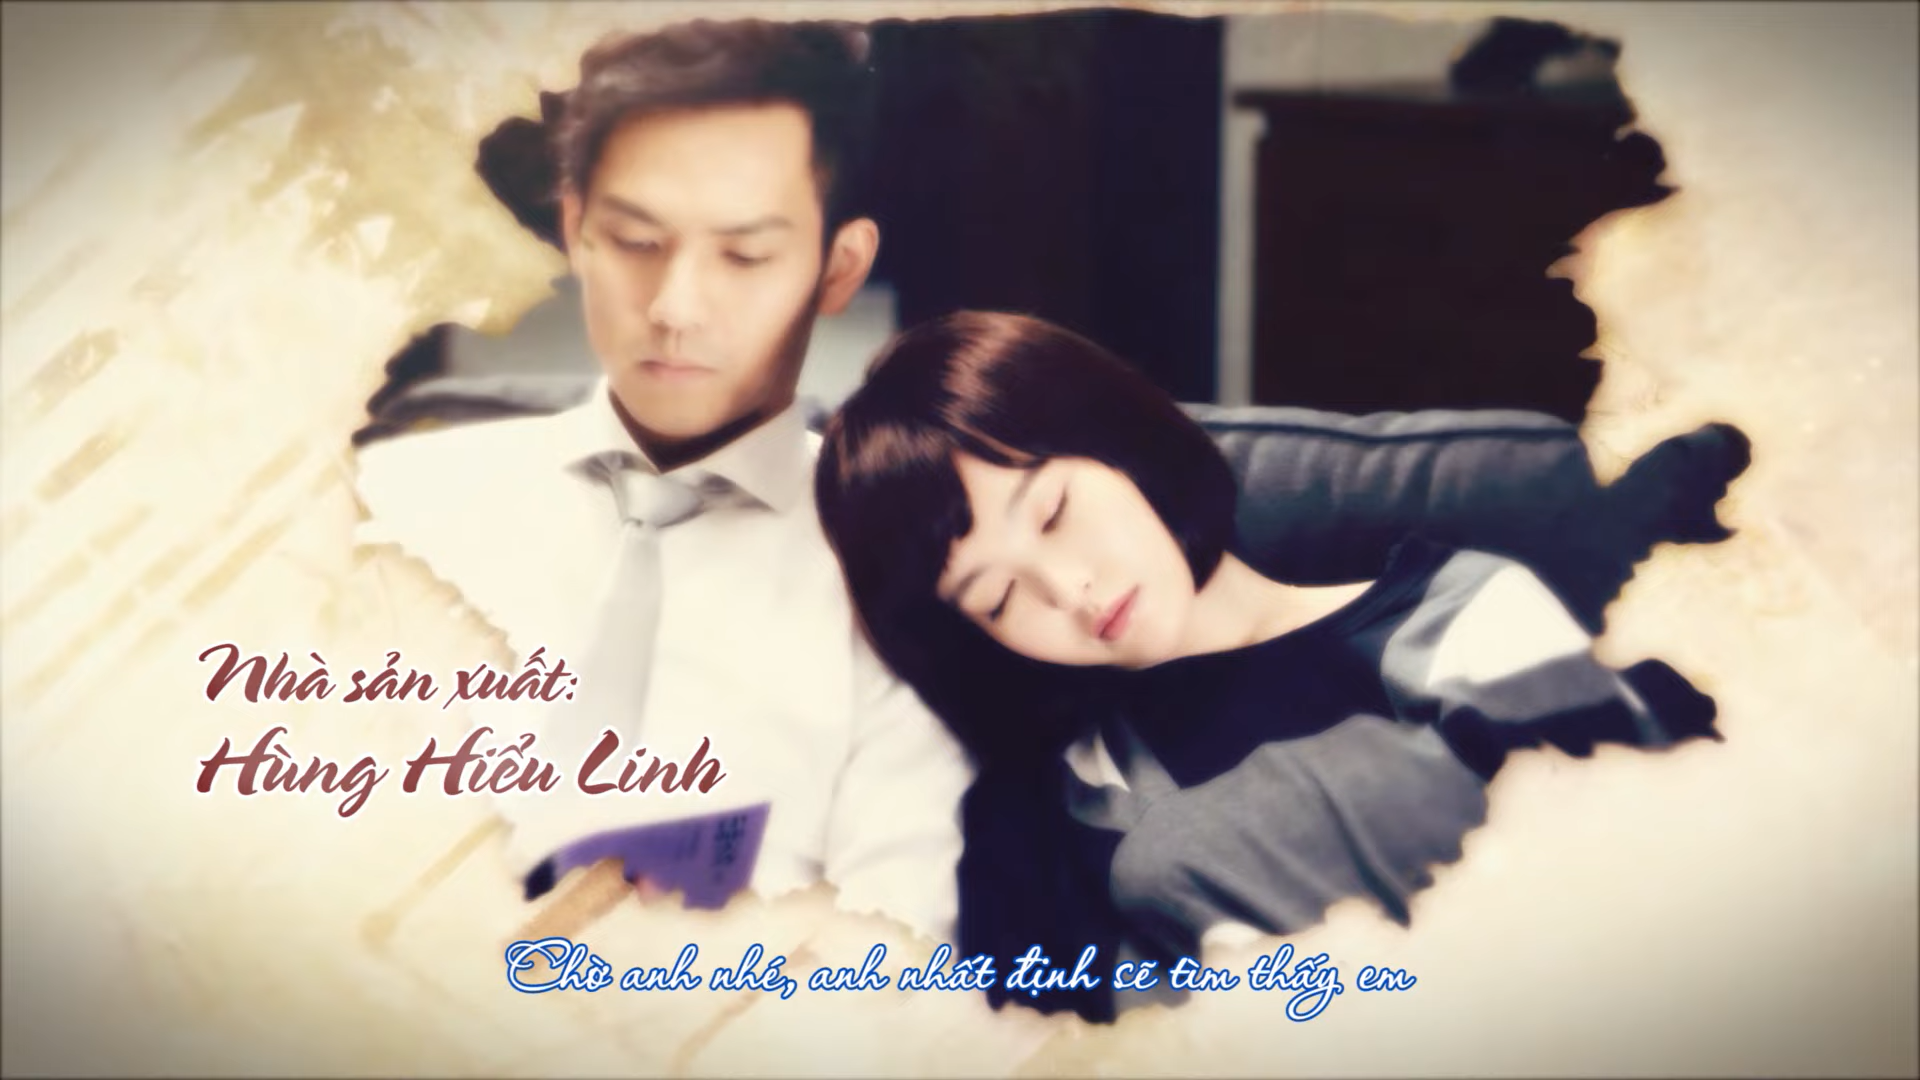 Nhà sản xuất:
Hùng Hiểu Linh
Chờ anh nhé, anh nhất định sẽ tìm thấy em